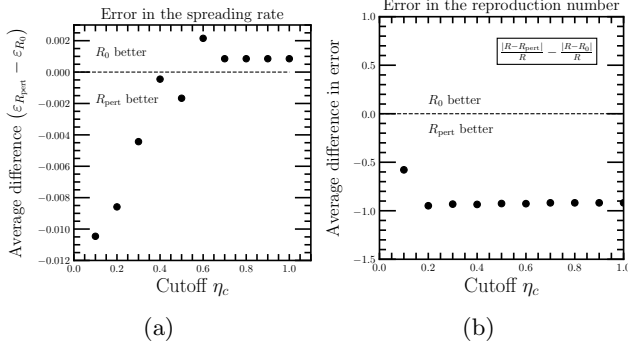 Error in the spreading rate
Average difference (ε_{R_pert} − ε_{R_0})
0.002
0.000
−0.002
−0.004
−0.006
−0.008
−0.010
−0.012
R_0 better
R_pert better
0.0 0.2 0.4 0.6 0.8 1.0
Cutoff η_c
(a)
Error in the reproduction number
Average difference in error
1.0
0.5
0.0
−0.5
−1.0
−1.5
|R−R_pert|/R − |R−R_0|/R
R_0 better
R_pert better
0.0 0.2 0.4 0.6 0.8 1.0
Cutoff η_c
(b)